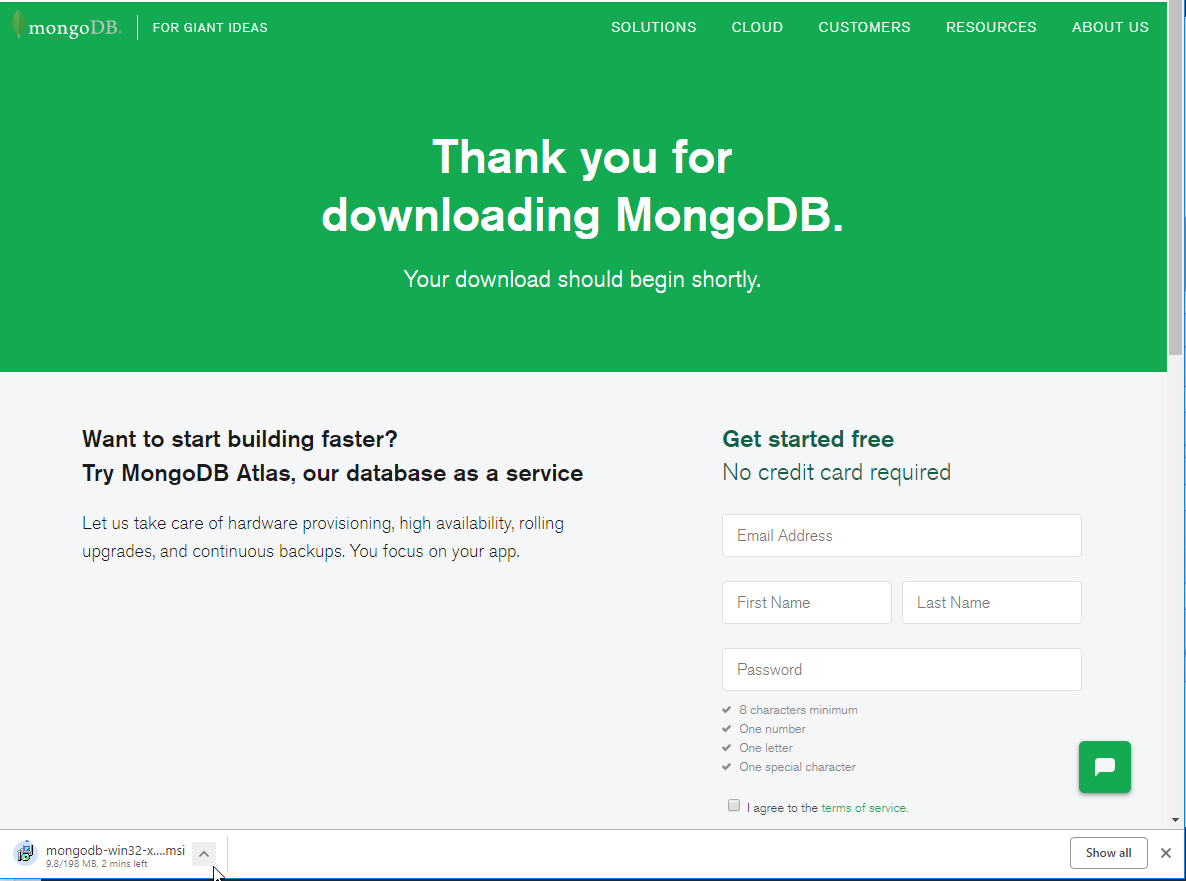 mongoDB. FOR GIANT IDEAS SOLUTIONS CLOUD CUSTOMERS RESOURCES ABOUT US
Thank you for
downloading MongoDB.
Your download should begin shortly.
Want to start building faster?
Try MongoDB Atlas, our database as a service
Let us take care of hardware provisioning, high availability, rolling
upgrades, and continuous backups. You focus on your app.
Get started free
No credit card required
Email Address
First Name Last Name
Password
8 characters minimum
One number
One letter
One special character
I agree to the terms of service.
mongodb-win32-x....msi
9.8/198 MB, 2 mins left
Show all